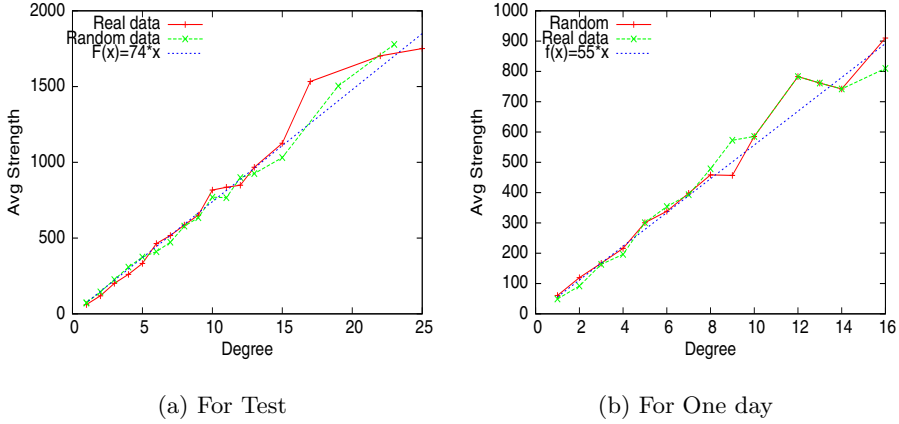 2000
1500
1000
500
0
Avg Strength
Real data
Random data
F(x)=74*x
0 5 10 15 20 25
Degree
(a) For Test
1000
900
800
700
600
500
400
300
200
100
0
Avg Strength
Random
Real data
f(x)=55*x
0 2 4 6 8 10 12 14 16
Degree
(b) For One day